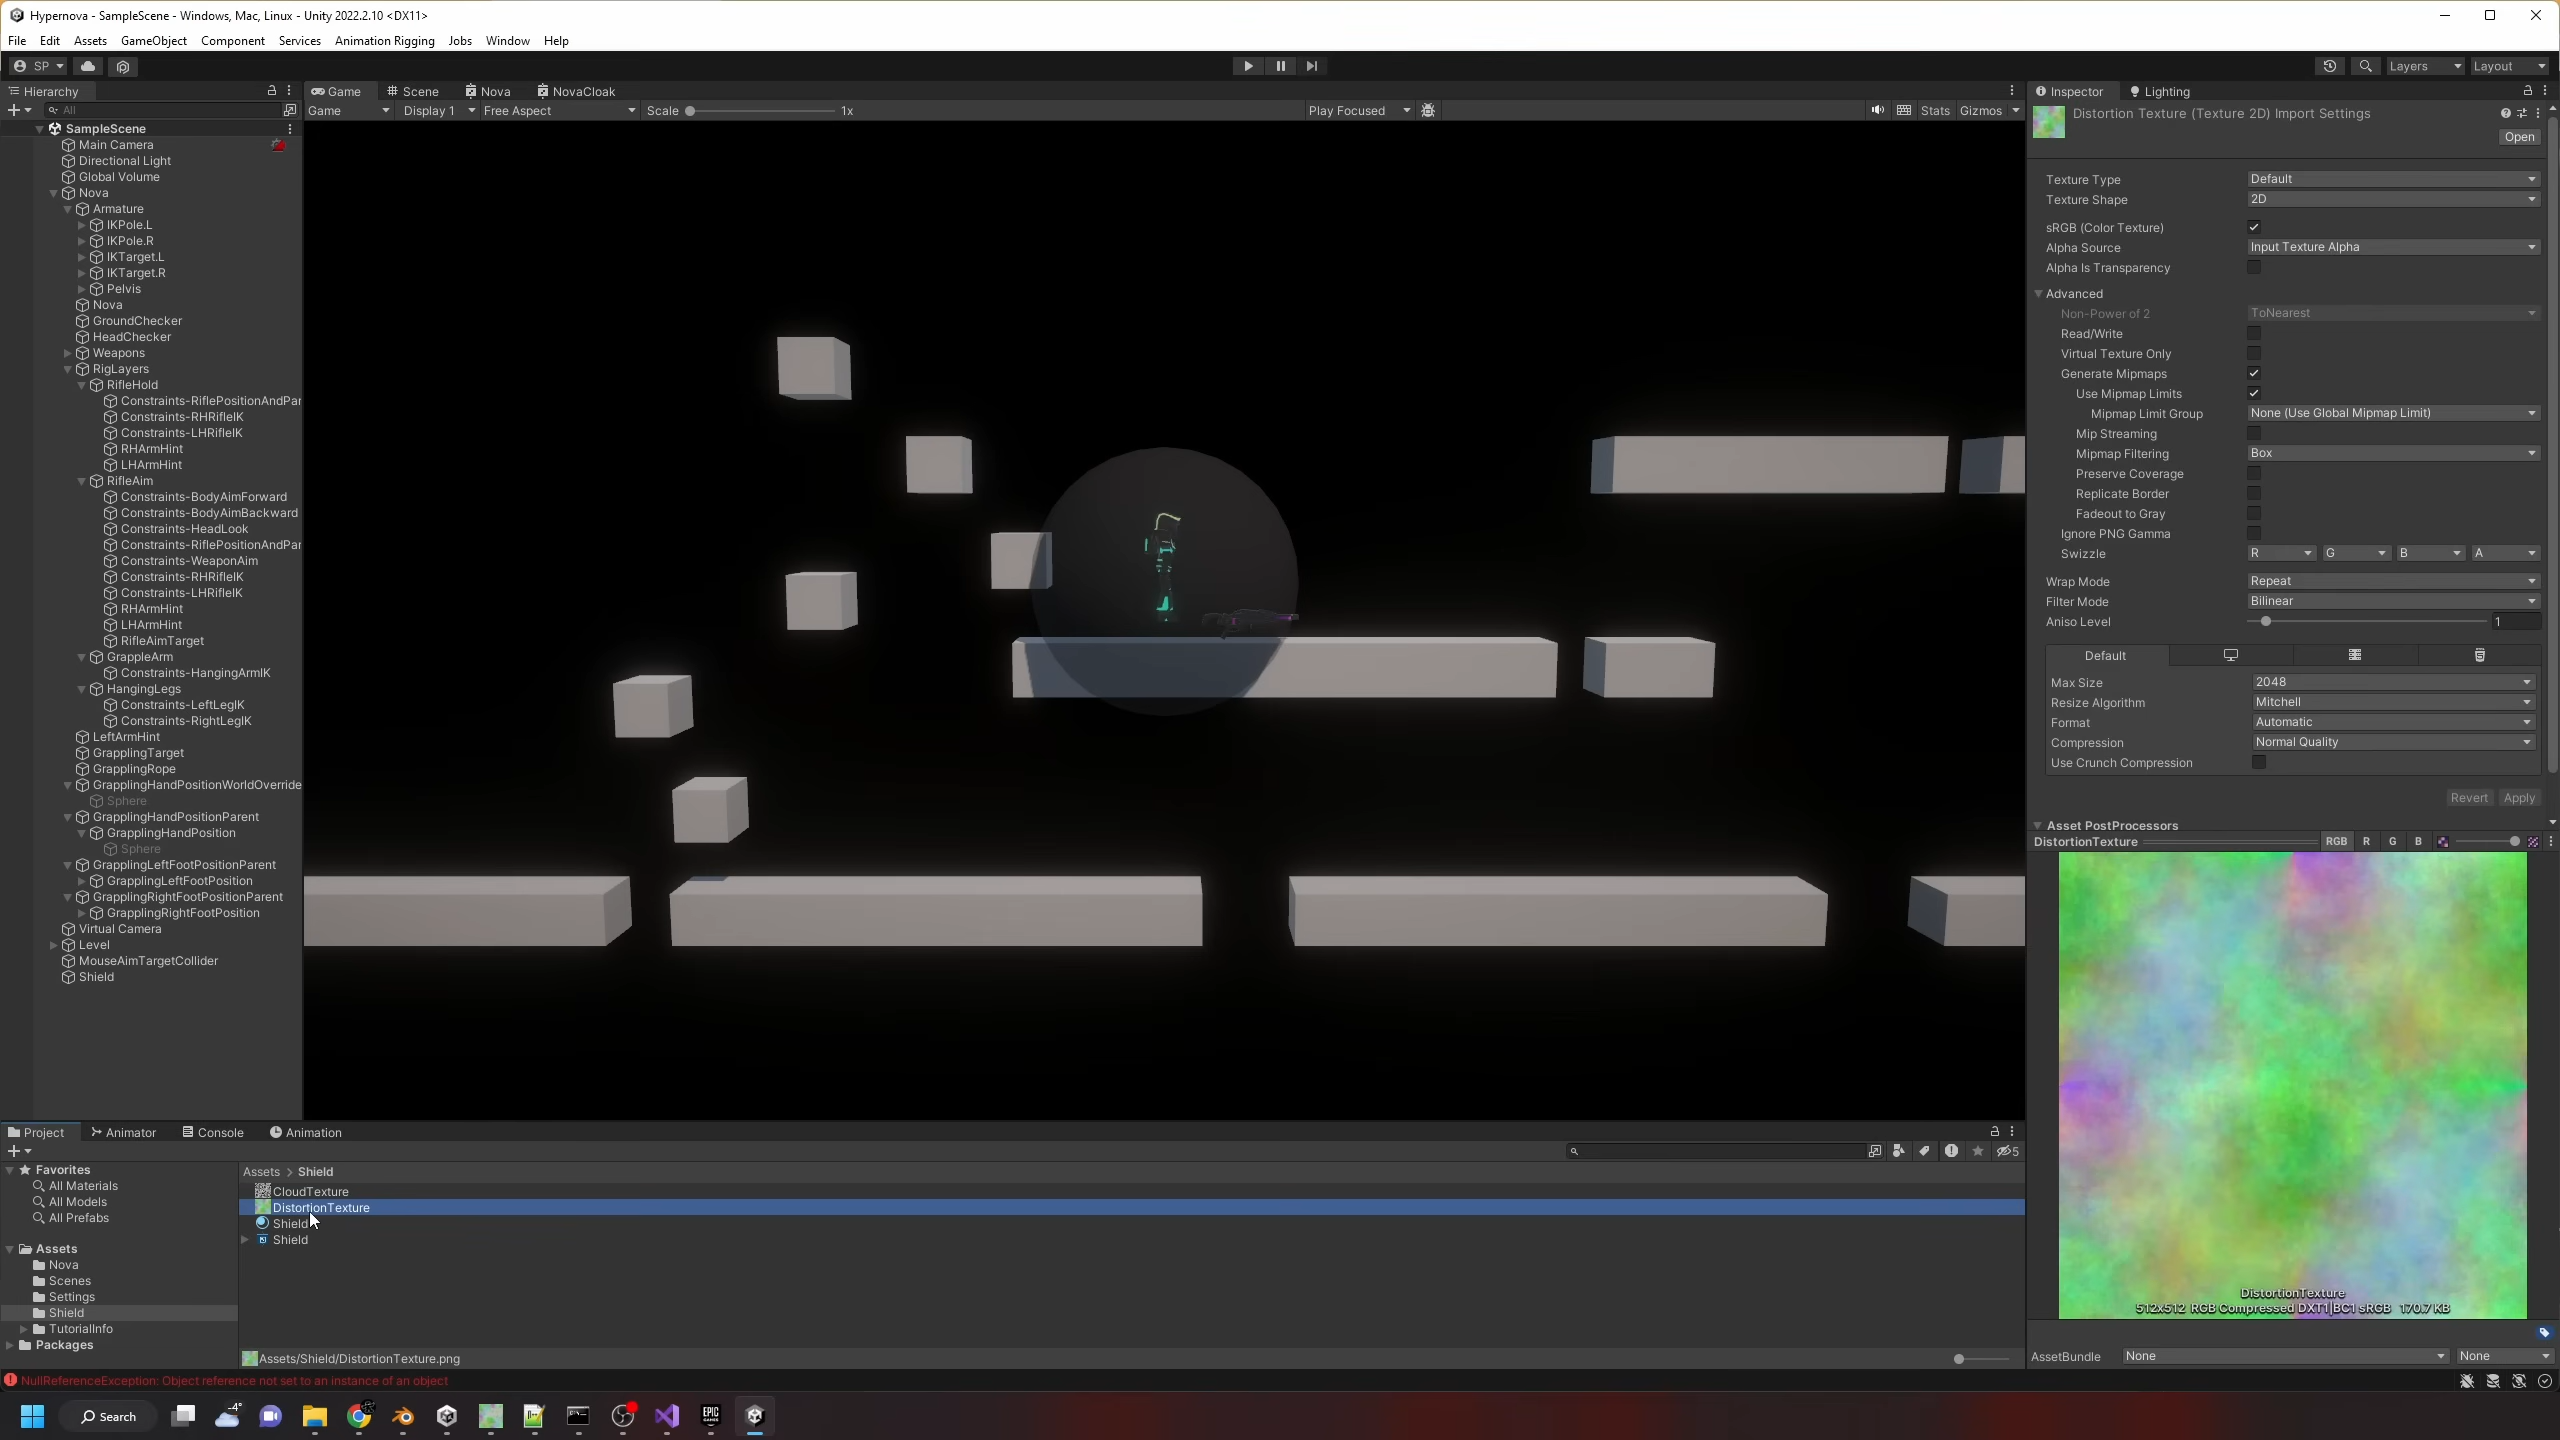 Hypernova - SampleScene - Windows, Mac, Linux - Unity 2022.2.10 <DX11>
File Edit Assets GameObject Component Services Animation Rigging Jobs Window Help
SP
Layers Layout
Hierarchy
All
SampleScene
Main Camera
Directional Light
Global Volume
Nova
Armature
IKPole.L
IKPole.R
IKTarget.L
IKTarget.R
Pelvis
Nova
GroundChecker
HeadChecker
Weapons
RigLayers
RifleHold
Constraints-RiflePositionAndPar
Constraints-RHRifleIK
Constraints-LHRifleIK
RHArmHint
LHArmHint
RifleAim
Constraints-BodyAimForward
Constraints-BodyAimBackward
Constraints-HeadLook
Constraints-RiflePositionAndPar
Constraints-WeaponAim
Constraints-RHRifleIK
Constraints-LHRifleIK
RHArmHint
LHArmHint
RifleAimTarget
GrappleArm
Constraints-HangingArmIK
HangingLegs
Constraints-LeftLegIK
Constraints-RightLegIK
LeftArmHint
GrapplingTarget
GrapplingRope
GrapplingHandPositionWorldOverride
Sphere
GrapplingHandPositionParent
GrapplingHandPosition
Sphere
GrapplingLeftFootPositionParent
GrapplingLeftFootPosition
GrapplingRightFootPositionParent
GrapplingRightFootPosition
Virtual Camera
Level
MouseAimTargetCollider
Shield
Game Scene Nova NovaCloak
Game Display 1 Free Aspect Scale 1x Play Focused Stats Gizmos
Inspector Lighting
Distortion Texture (Texture 2D) Import Settings
Open
Texture Type Default
Texture Shape 2D
sRGB (Color Texture)
Alpha Source Input Texture Alpha
Alpha Is Transparency
Advanced
Non-Power of 2 ToNearest
Read/Write
Virtual Texture Only
Generate Mipmaps
Use Mipmap Limits
Mipmap Limit Group None (Use Global Mipmap Limit)
Mip Streaming
Mipmap Filtering Box
Preserve Coverage
Replicate Border
Fadeout to Gray
Ignore PNG Gamma
Swizzle R G B A
Wrap Mode Repeat
Filter Mode Bilinear
Aniso Level 1
Default
Max Size 2048
Resize Algorithm Mitchell
Format Automatic
Compression Normal Quality
Use Crunch Compression
Revert Apply
Asset PostProcessors
DistortionTexture RGB R G B
DistortionTexture
512x512 RGB Compressed DXT1|BC1 sRGB 170.7 KB
AssetBundle None None
Project Animator Console Animation
5
Favorites
All Materials
All Models
All Prefabs
Assets
Nova
Scenes
Settings
Shield
TutorialInfo
Packages
Assets > Shield
CloudTexture
DistortionTexture
Shield
Shield
Assets/Shield/DistortionTexture.png
NullReferenceException: Object reference not set to an instance of an object
Search
-4°
EPIC GAMES